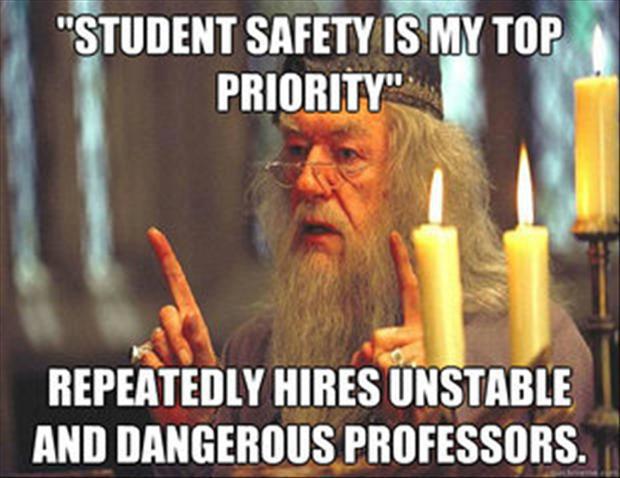 "STUDENT SAFETY IS MY TOP
PRIORITY"
REPEATEDLY HIRES UNSTABLE
AND DANGEROUS PROFESSORS.